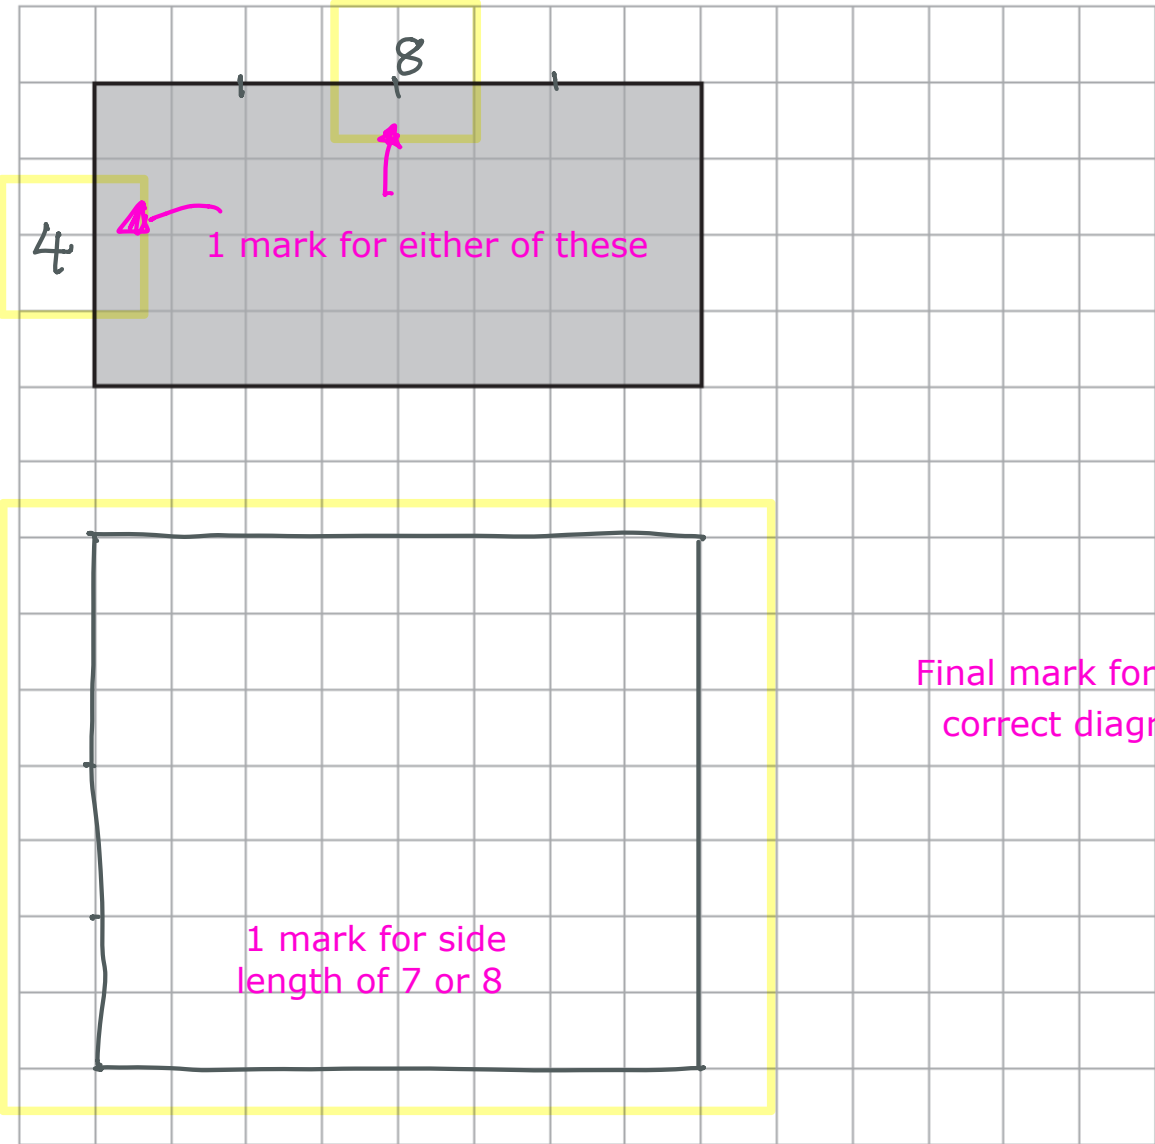 8
4
1 mark for either of these
Final mark for
correct diagr
1 mark for side
length of 7 or 8